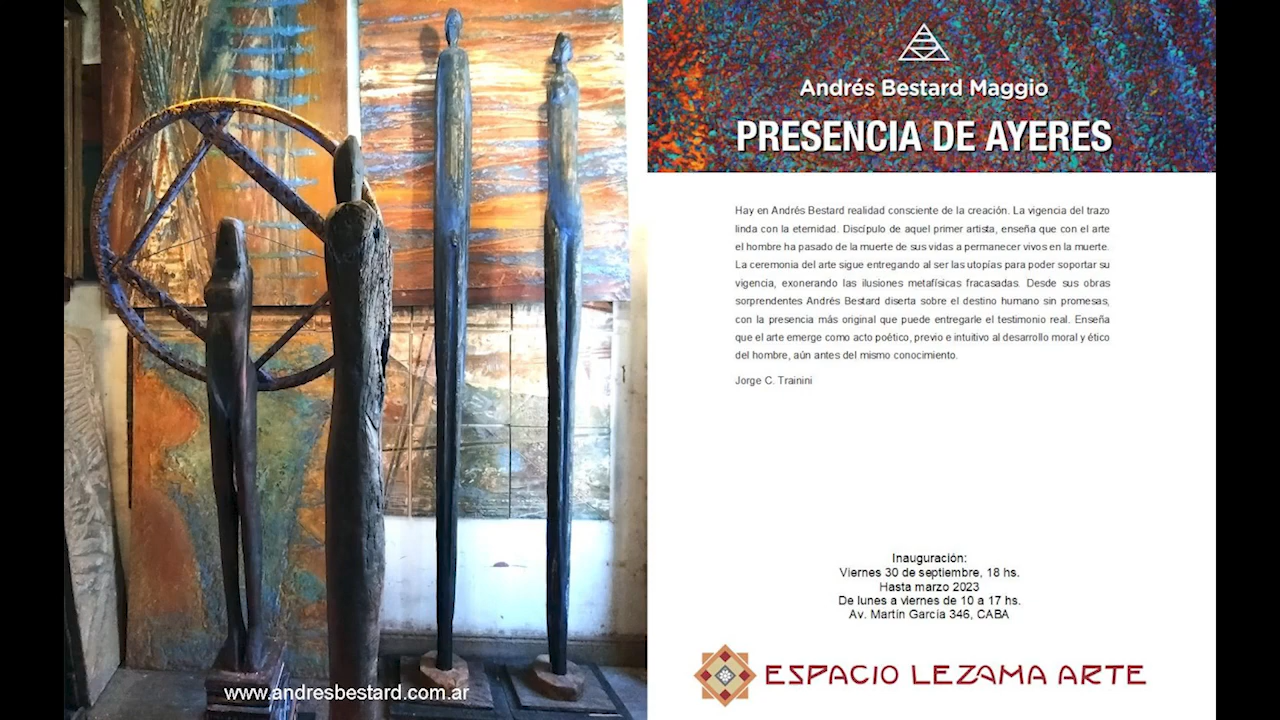 www.andresbestard.com.ar
Andrés Bestard Maggio
PRESENCIA DE AYERES
Hay en Andrés Bestard realidad consciente de la creación. La vigencia del trazo
linda con la eternidad. Discípulo de aquel primer artista, enseña que con el arte
el hombre ha pasado de la muerte de sus vidas a permanecer vivos en la muerte.
La ceremonia del arte sigue entregando al ser las utopías para poder soportar su
vigencia, exonerando las ilusiones metafísicas fracasadas. Desde sus obras
sorprendentes Andrés Bestard diserta sobre el destino humano sin promesas,
con la presencia más original que puede entregarle el testimonio real. Enseña
que el arte emerge como acto poético, previo e intuitivo al desarrollo moral y ético
del hombre, aún antes del mismo conocimiento.
Jorge C. Trainini
Inauguración:
Viernes 30 de septiembre, 18 hs.
Hasta marzo 2023
De lunes a viernes de 10 a 17 hs.
Av. Martín García 346, CABA
ESPACIO LEZAMA ARTE